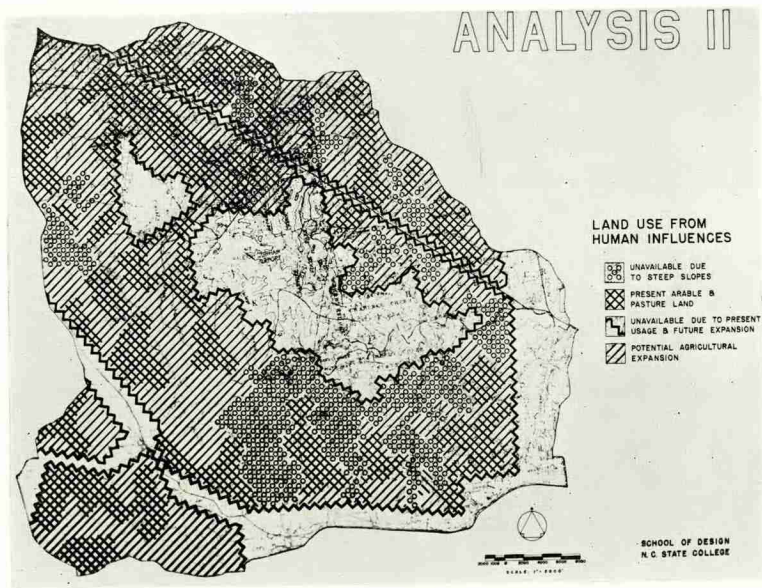 ANALYSIS II
LAND USE FROM
HUMAN INFLUENCES
UNAVAILABLE DUE
TO STEEP SLOPES
PRESENT ARABLE &
PASTURE LAND
UNAVAILABLE DUE TO PRESENT
USAGE & FUTURE EXPANSION
POTENTIAL AGRICULTURAL
EXPANSION
SCHOOL OF DESIGN
N. C. STATE COLLEGE